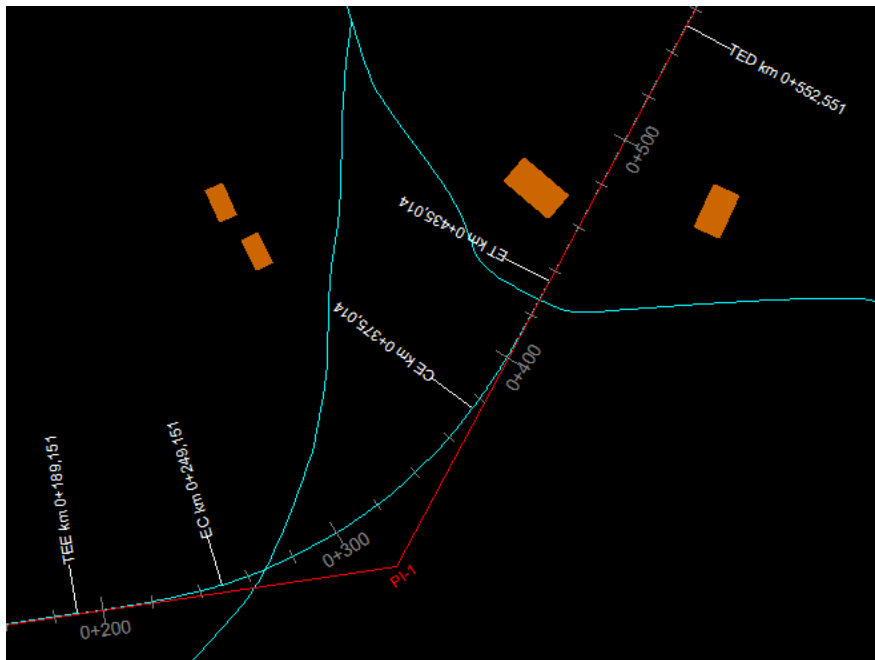 TED km 0+552,551
0+500
ET km 0+435,014
CE km 0+375,014
0+400
EC km 0+249,151
TEE km 0+189,151
0+300
PI-1
0+200